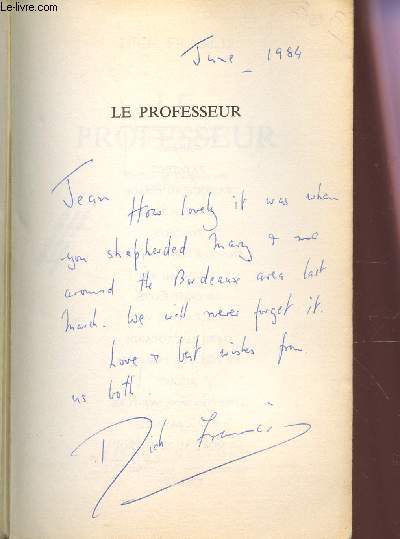 Le-Livre.com
June _ 1984
LE PROFESSEUR
PROFESSEUR
Jean How lovely it was when
you shepherded Mary & me
around the Bordeaux area last
March. We will never forget it.
Love & best wishes from
us both.
Dick Francis